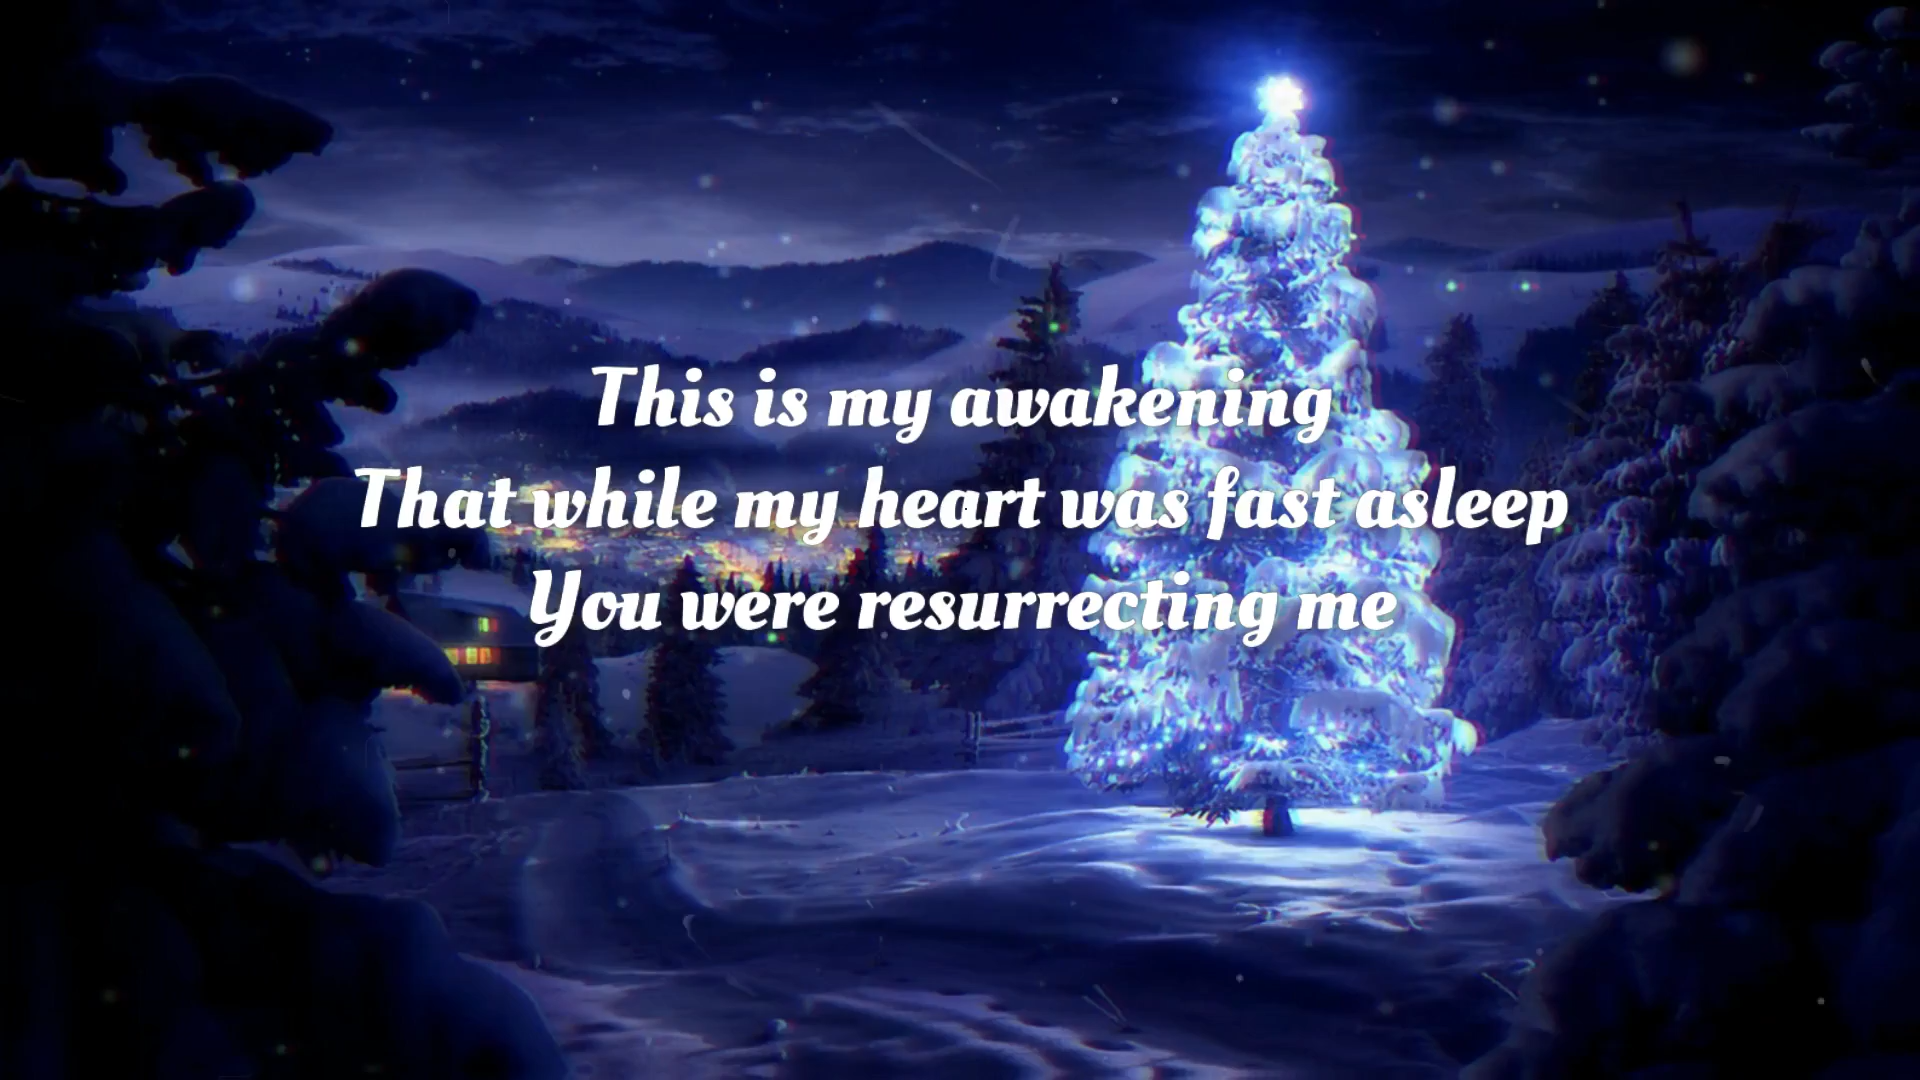 This is my awakening
That while my heart was fast asleep
You were resurrecting me